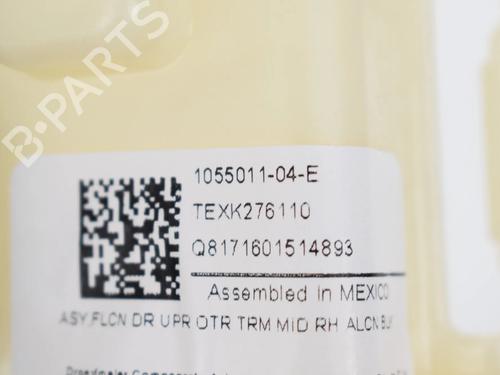 B-PARTS
1055011-04-E
TEXK276110
Q8171601514893
Assembled in MEXICO
ASY,FLCN DR UPR OTR TRM MID RH ALCN BLK